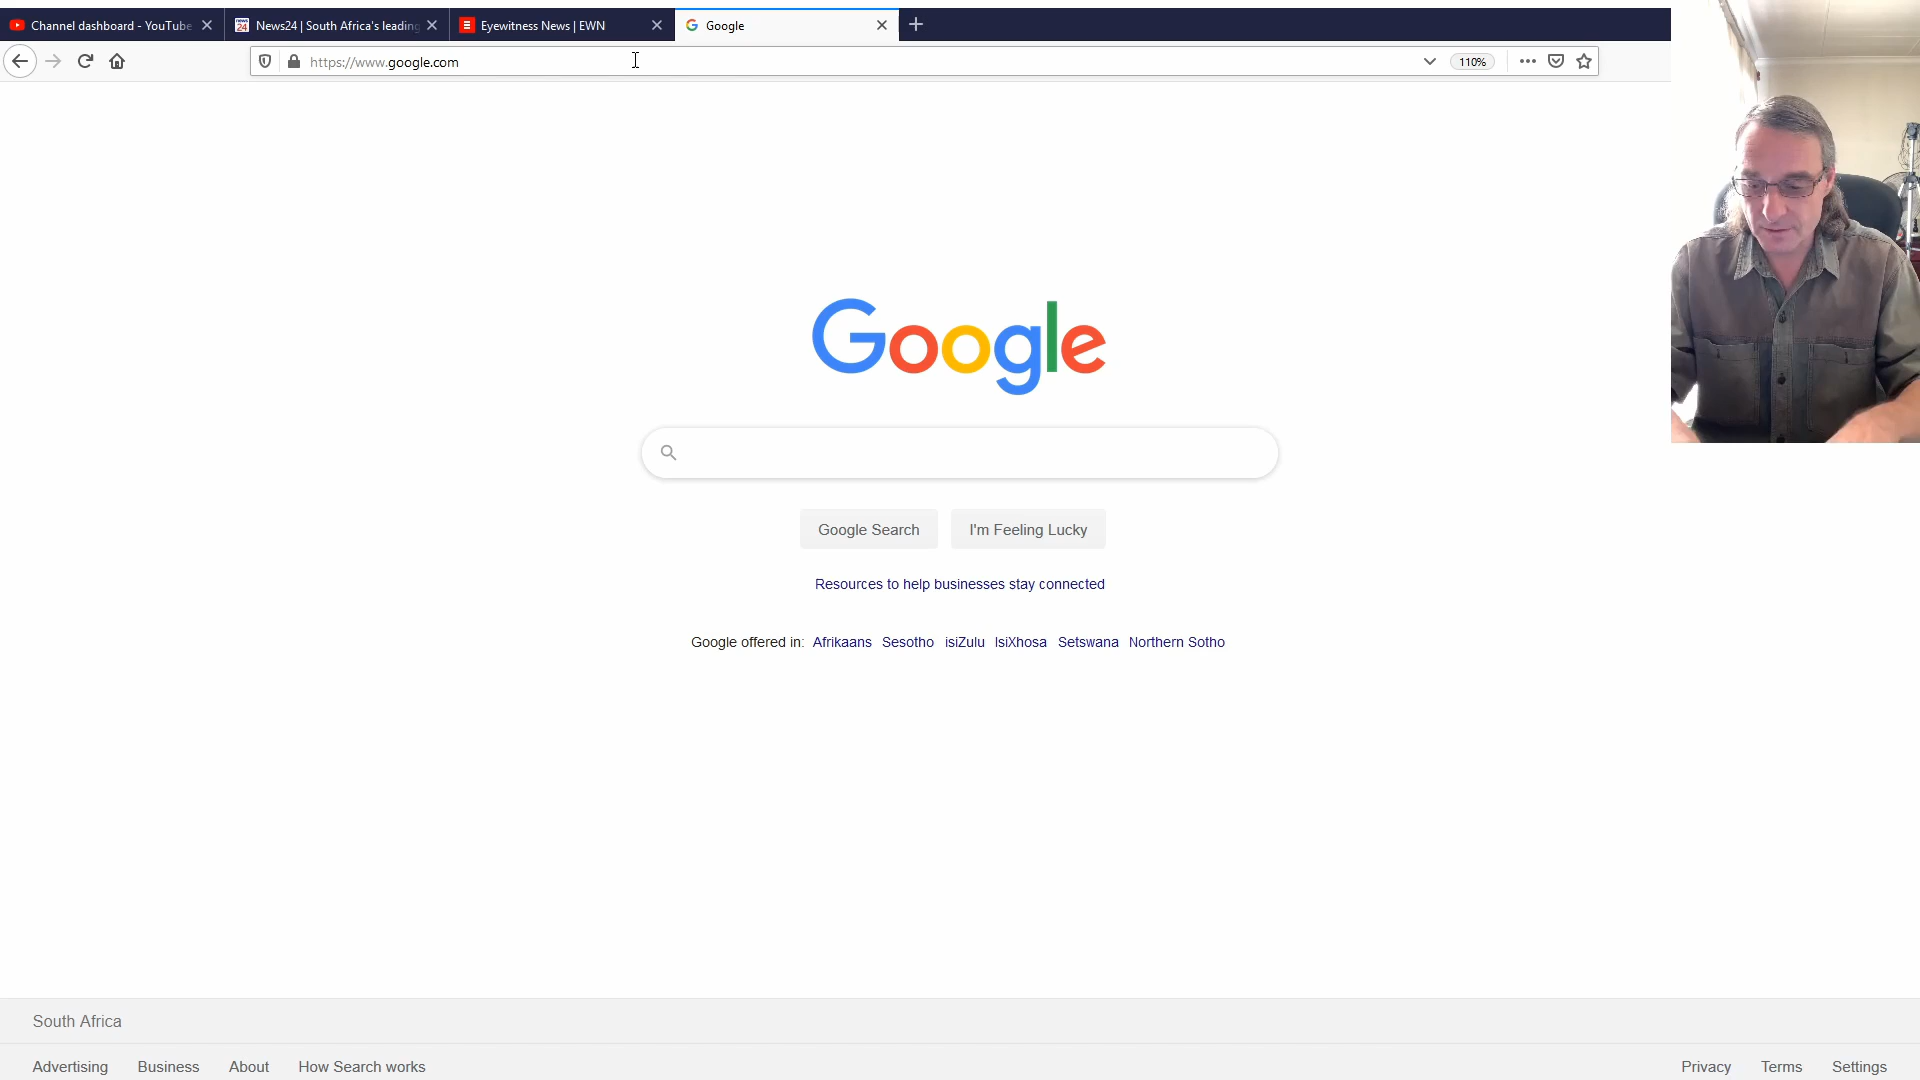 Channel dashboard - YouTube
News24 | South Africa's leading
Eyewitness News | EWN
Google
https://www.google.com
110%
Google
Google Search
I'm Feeling Lucky
Resources to help businesses stay connected
Google offered in: Afrikaans Sesotho isiZulu IsiXhosa Setswana Northern Sotho
South Africa
Advertising Business About How Search works Privacy Terms Settings